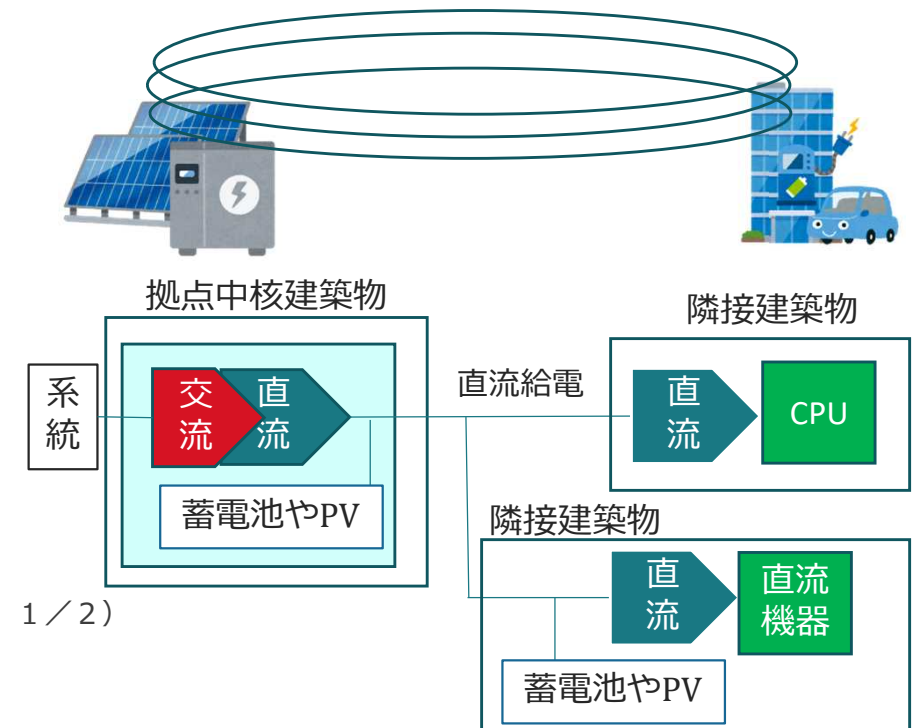 拠点中核建築物
隣接建築物
系
統
交
流
直
流
直流給電
直
流
CPU
蓄電池やPV
隣接建築物
直
流
直流
機器
1/2)
蓄電池やPV